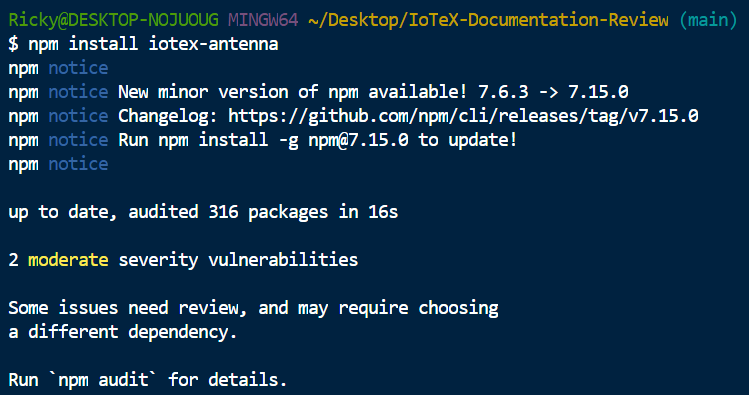 Ricky@DESKTOP-NOJUOUG MINGW64 ~/Desktop/IoTeX-Documentation-Review (main)
$ npm install iotex-antenna
npm notice
npm notice New minor version of npm available! 7.6.3 -> 7.15.0
npm notice Changelog: https://github.com/npm/cli/releases/tag/v7.15.0
npm notice Run npm install -g npm@7.15.0 to update!
npm notice
up to date, audited 316 packages in 16s
2 moderate severity vulnerabilities
Some issues need review, and may require choosing
a different dependency.
Run `npm audit` for details.